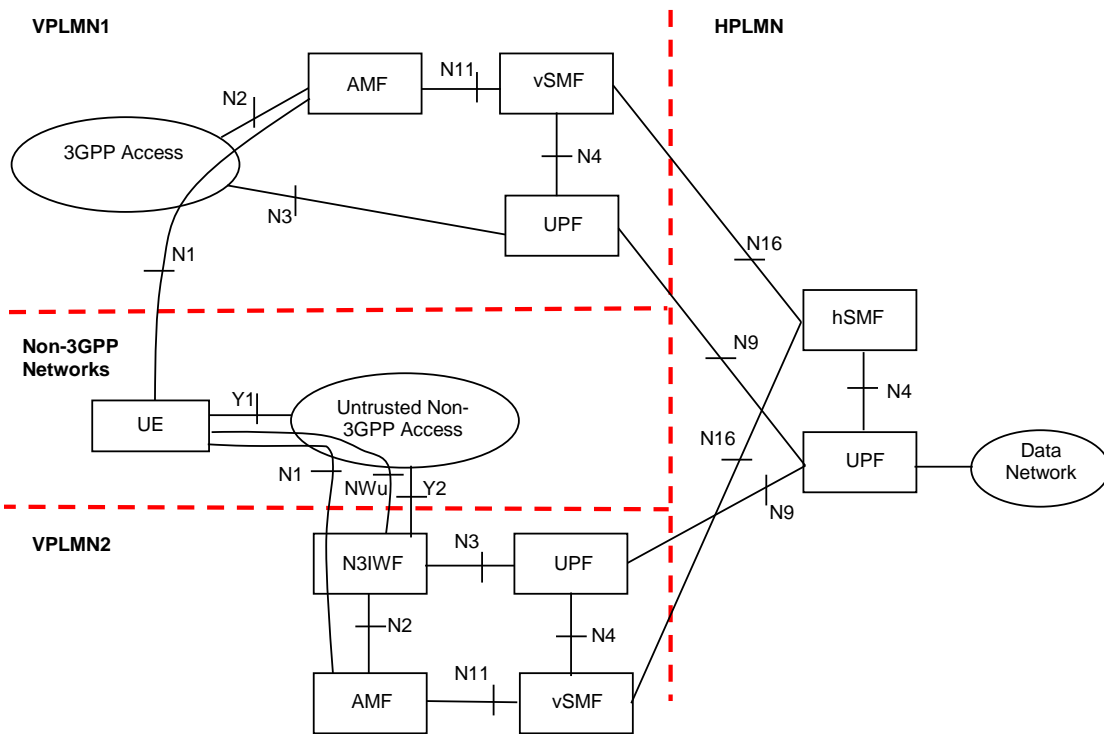 VPLMN1
HPLMN
AMF
N11
vSMF
N2
3GPP Access
N4
N3
UPF
N1
N16
hSMF
Non-3GPP
Networks
N9
N4
Y1
Untrusted Non-
3GPP Access
UE
N16
UPF
Data
Network
N1
NWu
Y2
N9
VPLMN2
N3
N3IWF
UPF
N2
N4
N11
AMF
vSMF